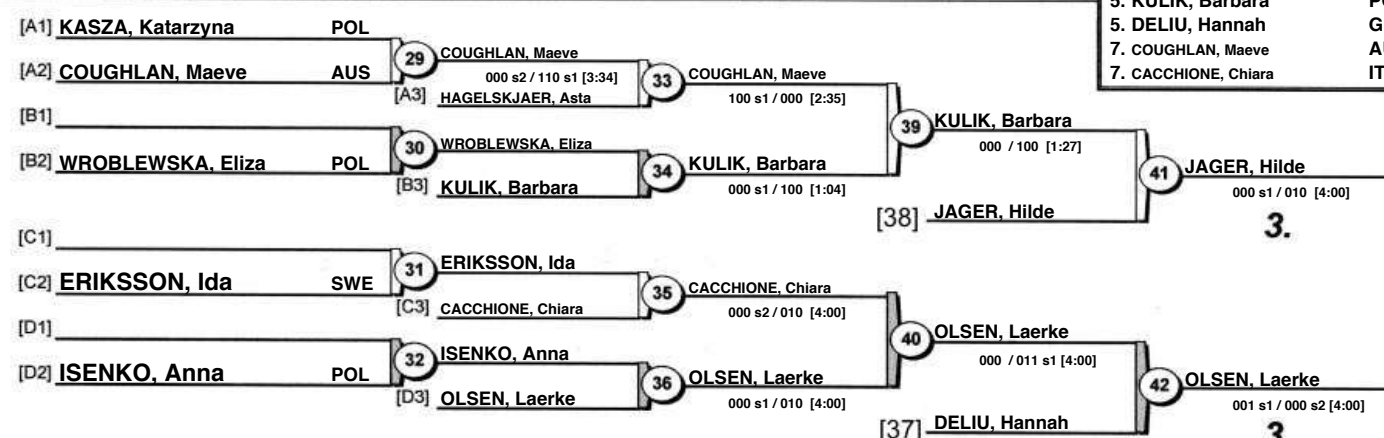 5. KULIK, Barbara
5. DELIU, Hannah
7. COUGHLAN, Maeve
7. CACCHIONE, Chiara IT
[A1] KASZA, Katarzyna POL
[A2] COUGHLAN, Maeve AUS
29
COUGHLAN, Maeve
000 s2 / 110 s1 [3:34]
[A3] HAGELSKJAER, Asta
33
COUGHLAN, Maeve
100 s1 / 000 [2:35]
[B1]
[B2] WROBLEWSKA, Eliza POL
30
WROBLEWSKA, Eliza
[B3] KULIK, Barbara
34
KULIK, Barbara
000 s1 / 100 [1:04]
39
KULIK, Barbara
000 / 100 [1:27]
[38] JAGER, Hilde
41
JAGER, Hilde
000 s1 / 010 [4:00]
3.
[C1]
[C2] ERIKSSON, Ida SWE
31
ERIKSSON, Ida
[C3] CACCHIONE, Chiara
35
CACCHIONE, Chiara
000 s2 / 010 [4:00]
[D1]
[D2] ISENKO, Anna POL
32
ISENKO, Anna
[D3] OLSEN, Laerke
36
OLSEN, Laerke
000 s1 / 010 [4:00]
40
OLSEN, Laerke
000 / 011 s1 [4:00]
[37] DELIU, Hannah
42
OLSEN, Laerke
001 s1 / 000 s2 [4:00]
3